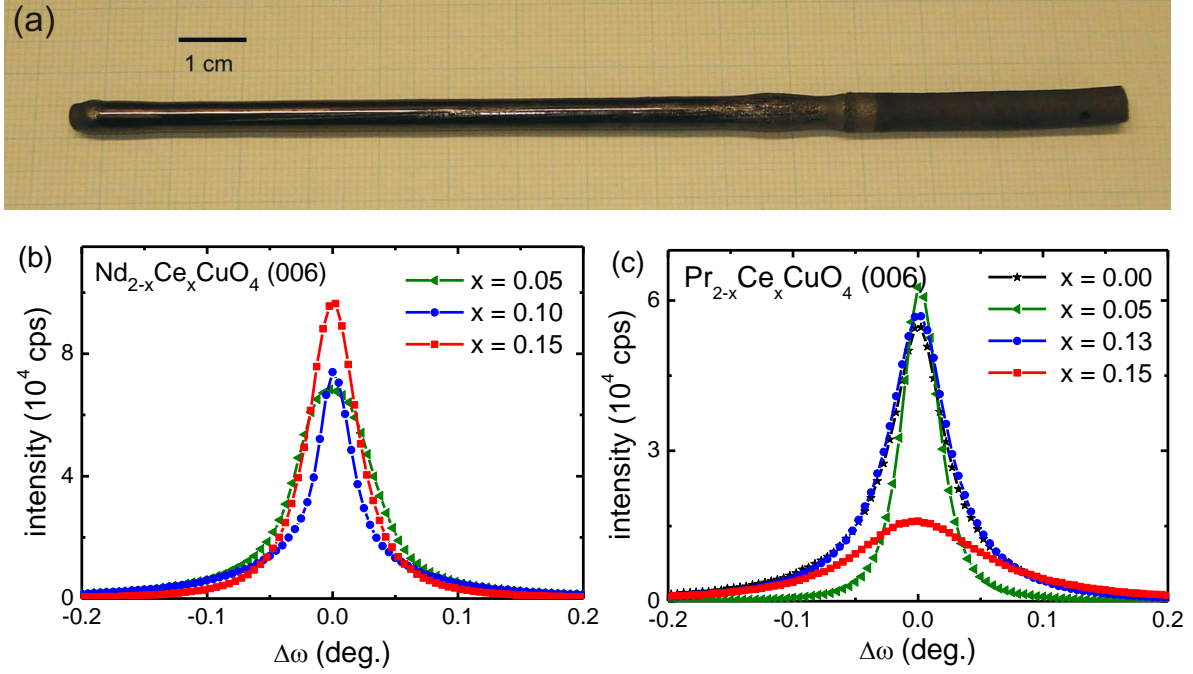 (a)
1 cm
(b)
Nd2-xCexCuO4 (006)
x = 0.05
x = 0.10
x = 0.15
intensity (10^4 cps)
8
4
0
-0.2 -0.1 0.0 0.1 0.2
Δω (deg.)
(c)
Pr2-xCexCuO4 (006)
x = 0.00
x = 0.05
x = 0.13
x = 0.15
intensity (10^4 cps)
6
3
0
-0.2 -0.1 0.0 0.1 0.2
Δω (deg.)